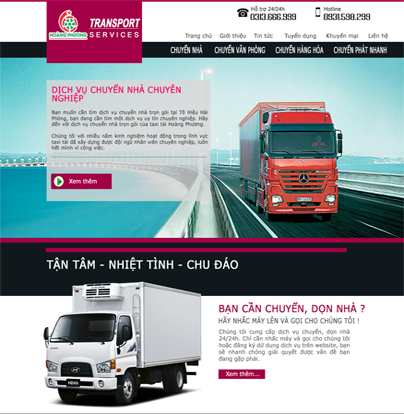 Hỗ trợ 24/24h
0313.666.999
Hotline
0931.598.299
HOÀNG PHƯƠNG
TRANSPORT
SERVICES
Trang chủ Giới thiệu Tin tức Tuyển dụng Khuyến mại Liên hệ
CHUYỂN NHÀ CHUYỂN VĂN PHÒNG CHUYỂN HÀNG HÓA CHUYỂN PHÁT NHANH
DỊCH VỤ CHUYỂN NHÀ CHUYÊN
NGHIỆP
Bạn muốn cần tìm dịch vụ chuyển nhà trọn gói tại Tô Hiệu Hải
Phòng, bạn đang cần tìm một dịch vụ uy tín chuyên nghiệp. Hãy
đến với dịch vụ chuyển nhà trọn gói của taxi tải Hoàng Phương.
Chúng tôi với nhiều năm kinh nghiệm hoạt động trong lĩnh vực
taxi tải đã xây dựng được đội ngũ nhân viên chuyên nghiệp, luôn
hết mình vì công việc.
Xem thêm
TẬN TÂM - NHIỆT TÌNH - CHU ĐÁO
BẠN CẦN CHUYỂN, DỌN NHÀ ?
HÃY NHẤC MÁY LÊN VÀ GỌI CHO CHÚNG TÔI !
Chúng tôi cung cấp dịch vụ chuyển, dọn nhà
24/24h. Chỉ cần nhấc máy và gọi cho chúng tôi
hoặc đăng ký dử dụng dịch vụ trên website, bạn
sẽ nhanh chóng giải quyết được vấn đề bạn
đang gặp phải.
Xem thêm...